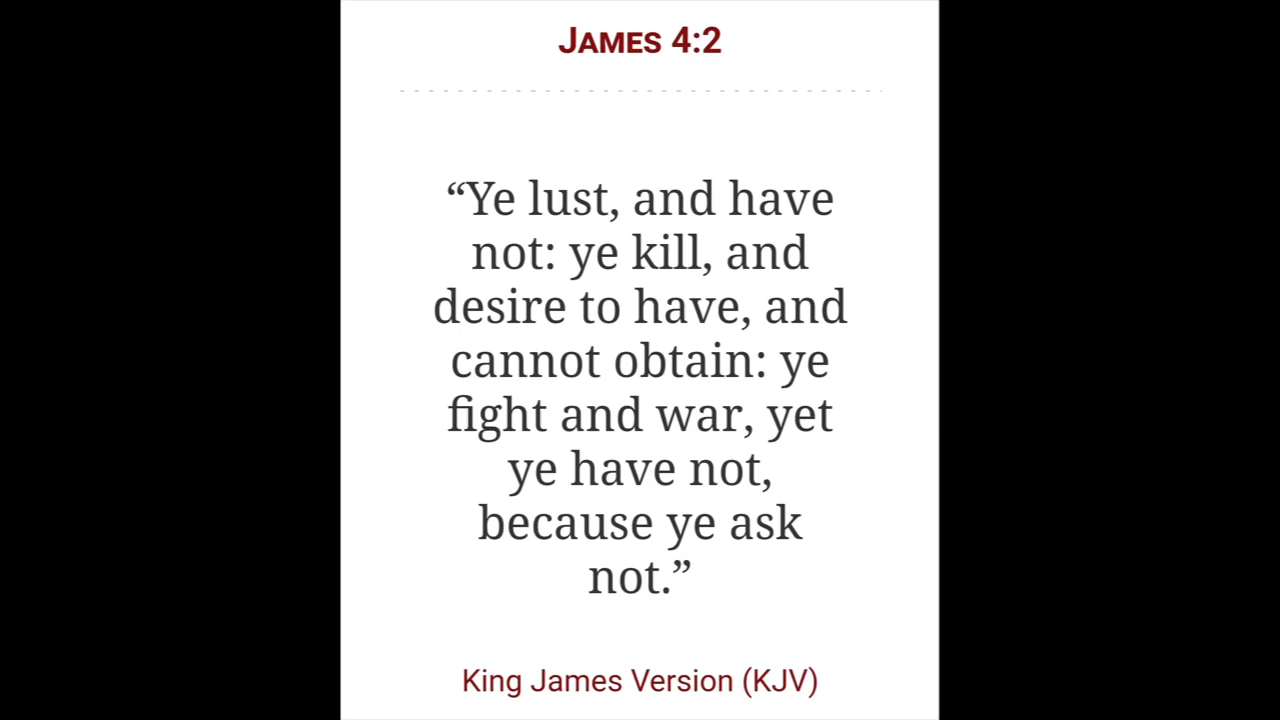 JAMES 4:2
“Ye lust, and have
not: ye kill, and
desire to have, and
cannot obtain: ye
fight and war, yet
ye have not,
because ye ask
not.”
King James Version (KJV)